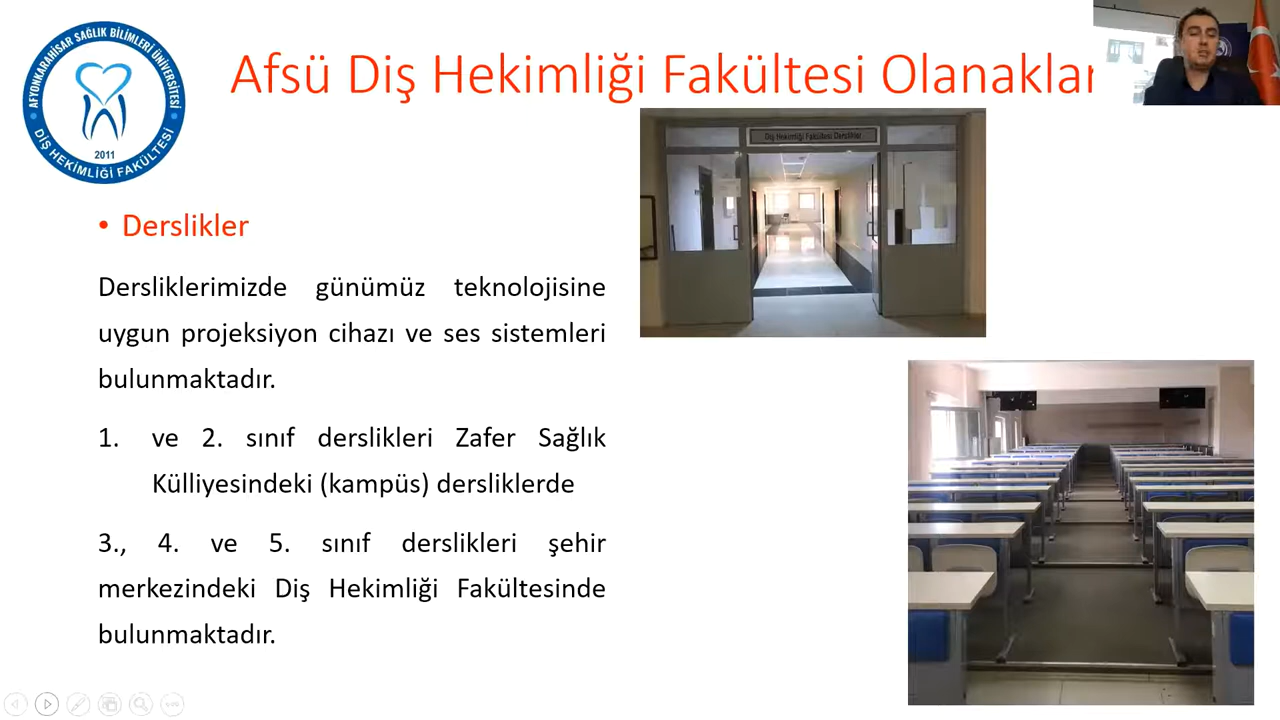 AFYONKARAHİSAR SAĞLIK BİLİMLERİ ÜNİVERSİTESİ
2011
DİŞ HEKİMLİĞİ FAKÜLTESİ
Afsü Diş Hekimliği Fakültesi Olanaklar
Diş Hekimliği Fakültesi Derslikler
• Derslikler
Dersliklerimizde günümüz teknolojisine
uygun projeksiyon cihazı ve ses sistemleri
bulunmaktadır.
1. ve 2. sınıf derslikleri Zafer Sağlık
Külliyesindeki (kampüs) dersliklerde
3., 4. ve 5. sınıf derslikleri şehir
merkezindeki Diş Hekimliği Fakültesinde
bulunmaktadır.